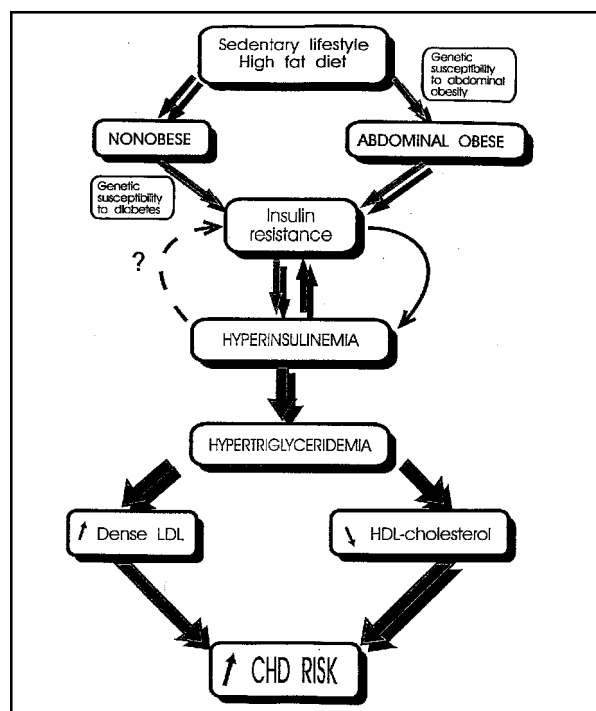 Sedentary lifestyle
High fat diet
Genetic
susceptibility
to abdominal
obesity
NONOBESE
ABDOMINAL OBESE
Genetic
susceptibility
to diabetes
Insulin
resistance
?
HYPERINSULINEMIA
HYPERTRIGLYCERIDEMIA
↑ Dense LDL
↓ HDL-cholesterol
↑ CHD RISK